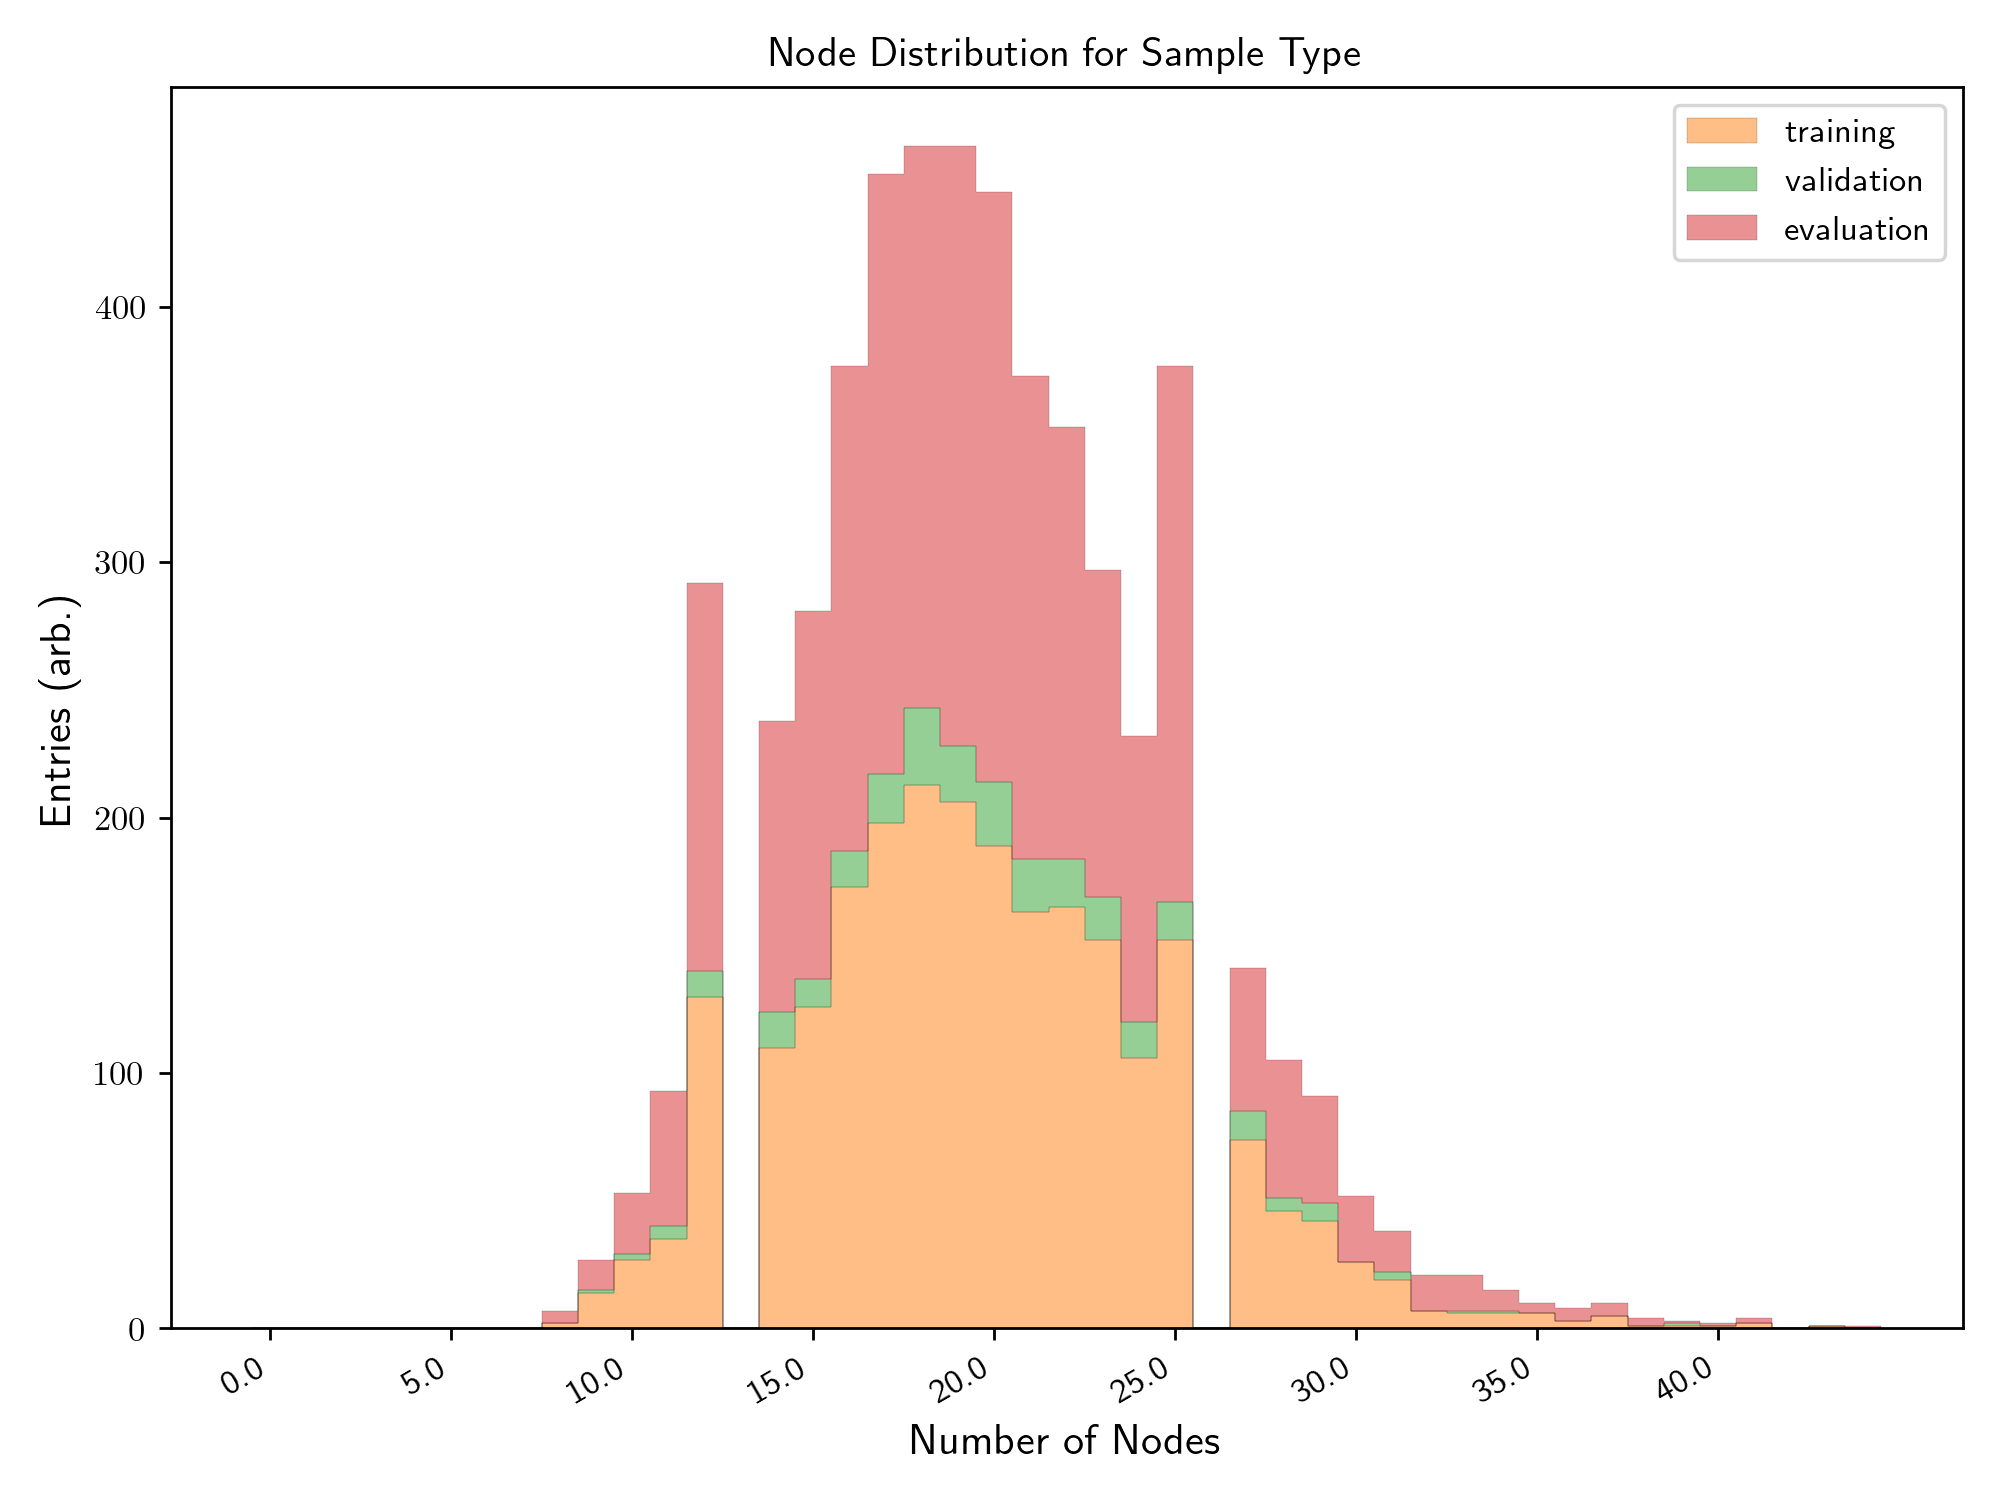 Node Distribution for Sample Type
training
validation
evaluation
Entries (arb.)
400
300
200
100
0
0.0
5.0
10.0
15.0
20.0
25.0
30.0
35.0
40.0
Number of Nodes